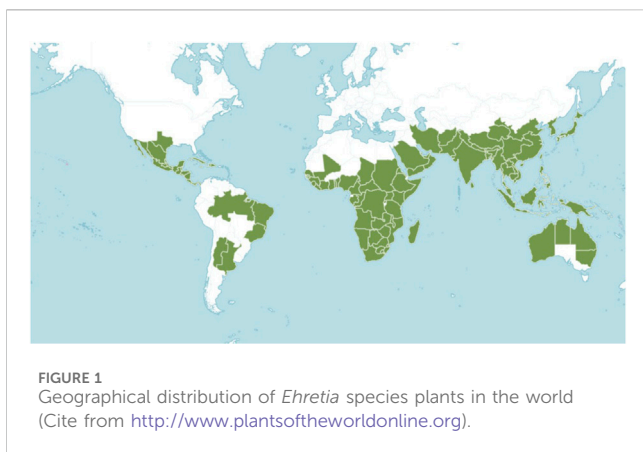 FIGURE 1
Geographical distribution of Ehretia species plants in the world
(Cite from http://www.plantsoftheworldonline.org).